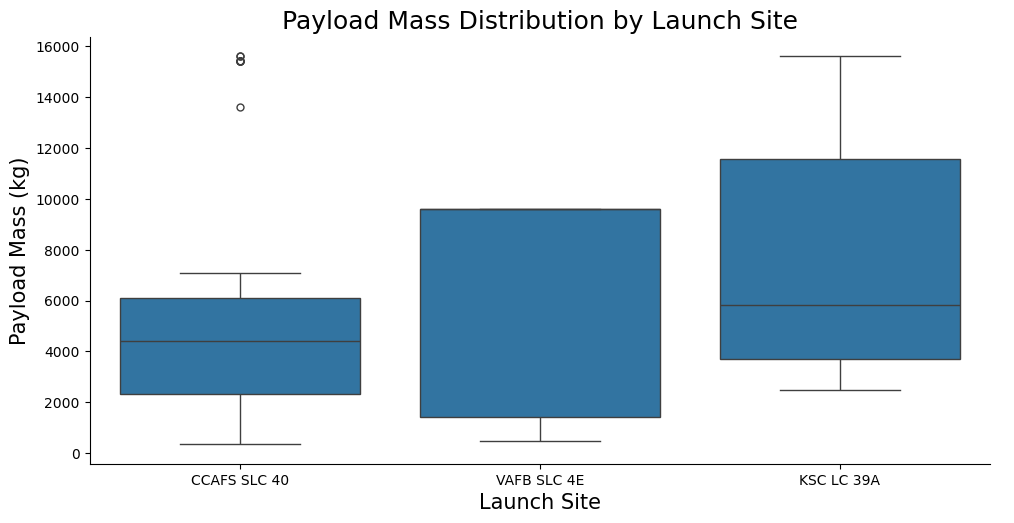 Payload Mass Distribution by Launch Site
Payload Mass (kg)
16000
14000
12000
10000
8000
6000
4000
2000
0
CCAFS SLC 40
VAFB SLC 4E
KSC LC 39A
Launch Site